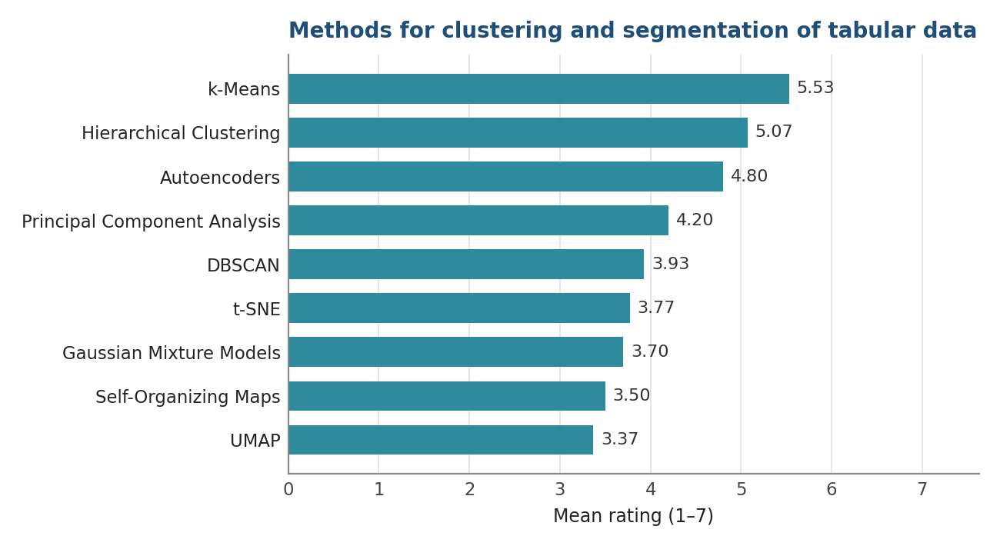 Methods for clustering and segmentation of tabular data
k-Means
5.53
Hierarchical Clustering
5.07
Autoencoders
4.80
Principal Component Analysis
4.20
DBSCAN
3.93
t-SNE
3.77
Gaussian Mixture Models
3.70
Self-Organizing Maps
3.50
UMAP
3.37
0 1 2 3 4 5 6 7
Mean rating (1–7)